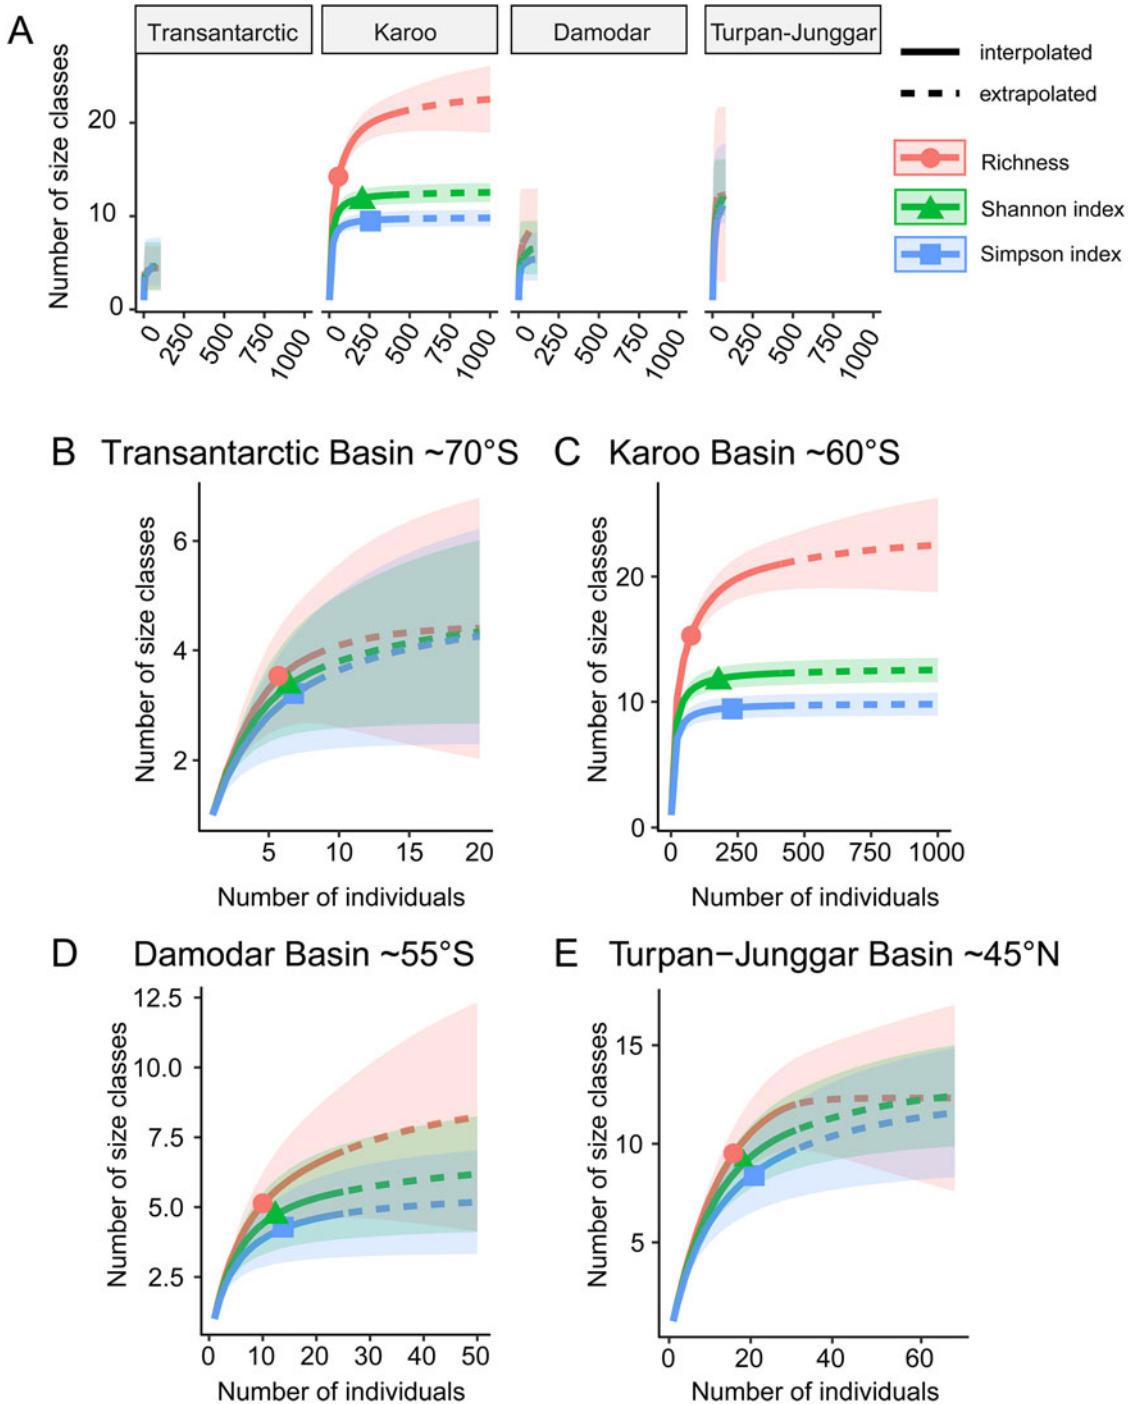 A
Transantarctic
Karoo
Damodar
Turpan-Junggar
Number of size classes
20
10
0
0 250 500 750 1000
0 250 500 750 1000
0 250 500 750 1000
0 250 500 750 1000
interpolated
extrapolated
Richness
Shannon index
Simpson index
B Transantarctic Basin ~70°S
Number of size classes
6
4
2
5 10 15 20
Number of individuals
C Karoo Basin ~60°S
Number of size classes
20
10
0
0 250 500 750 1000
Number of individuals
D Damodar Basin ~55°S
Number of size classes
12.5
10.0
7.5
5.0
2.5
0 10 20 30 40 50
Number of individuals
E Turpan−Junggar Basin ~45°N
Number of size classes
15
10
5
0 20 40 60
Number of individuals